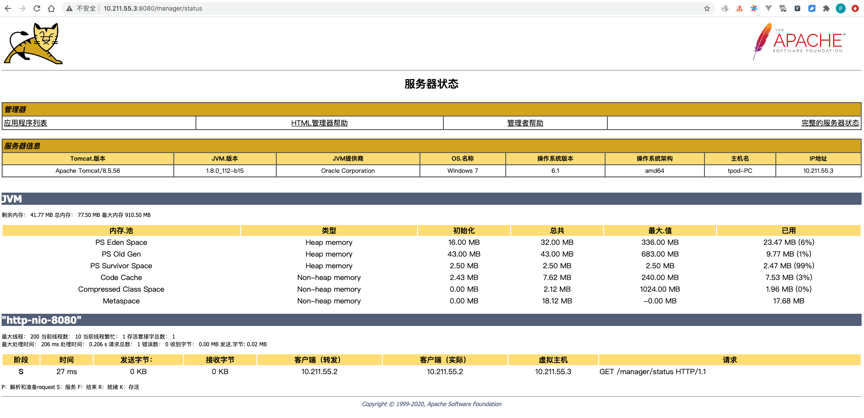 不安全 | 10.211.55.3:8080/manager/status
APACHE
SOFTWARE FOUNDATION
服务器状态
管理器
应用程序列表 HTML管理器帮助 管理者帮助 完整的服务器状态
服务器信息
Tomcat.版本 JVM.版本 JVM提供商 OS.名称 操作系统版本 操作系统架构 主机名 IP地址
Apache Tomcat/8.5.56 1.8.0_112-b15 Oracle Corporation Windows 7 6.1 amd64 tpod-PC 10.211.55.3
JVM
剩余内存： 41.77 MB 总内存： 77.50 MB 最大内存 910.50 MB
内存.池 类型 初始化 总共 最大.值 已用
PS Eden Space Heap memory 16.00 MB 32.00 MB 336.00 MB 23.47 MB (6%)
PS Old Gen Heap memory 43.00 MB 43.00 MB 683.00 MB 9.77 MB (1%)
PS Survivor Space Heap memory 2.50 MB 2.50 MB 2.50 MB 2.47 MB (99%)
Code Cache Non-heap memory 2.43 MB 7.62 MB 240.00 MB 7.53 MB (3%)
Compressed Class Space Non-heap memory 0.00 MB 2.12 MB 1024.00 MB 1.96 MB (0%)
Metaspace Non-heap memory 0.00 MB 18.12 MB -0.00 MB 17.68 MB
"http-nio-8080"
最大线程： 200 当前线程数： 10 当前线程繁忙： 1 存活套接字总数： 1
最大处理时间： 206 ms 处理时间： 0.206 s 请求总数： 1 错误数： 0 收到字节： 0.00 MB 发送.字节: 0.02 MB
阶段 时间 发送字节： 接收字节 客户端（转发） 客户端（实际） 虚拟主机 请求
S 27 ms 0 KB 0 KB 10.211.55.2 10.211.55.2 10.211.55.3 GET /manager/status HTTP/1.1
P：解析和准备request S：服务 F：结束 R：就绪 K：存活
Copyright © 1999-2020, Apache Software Foundation